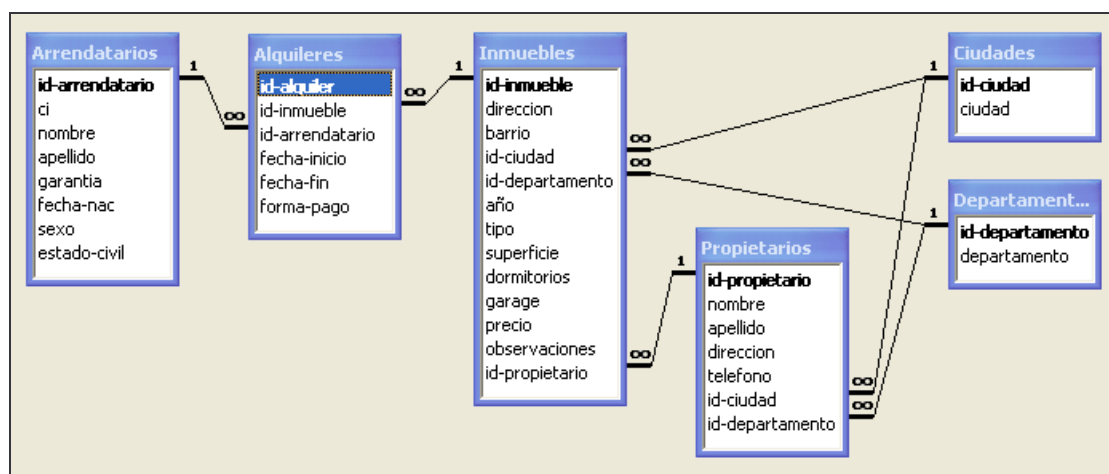 Arrendatarios
id-arrendatario
ci
nombre
apellido
garantia
fecha-nac
sexo
estado-civil
1
∞
Alquileres
id-alquiler
id-inmueble
id-arrendatario
fecha-inicio
fecha-fin
forma-pago
∞
1
Inmuebles
id-inmueble
direccion
barrio
id-ciudad
id-departamento
año
tipo
superficie
dormitorios
garage
precio
observaciones
id-propietario
∞
∞
∞
1
Propietarios
id-propietario
nombre
apellido
direccion
telefono
id-ciudad
id-departamento
∞
∞
1
Ciudades
id-ciudad
ciudad
1
Departament...
id-departamento
departamento